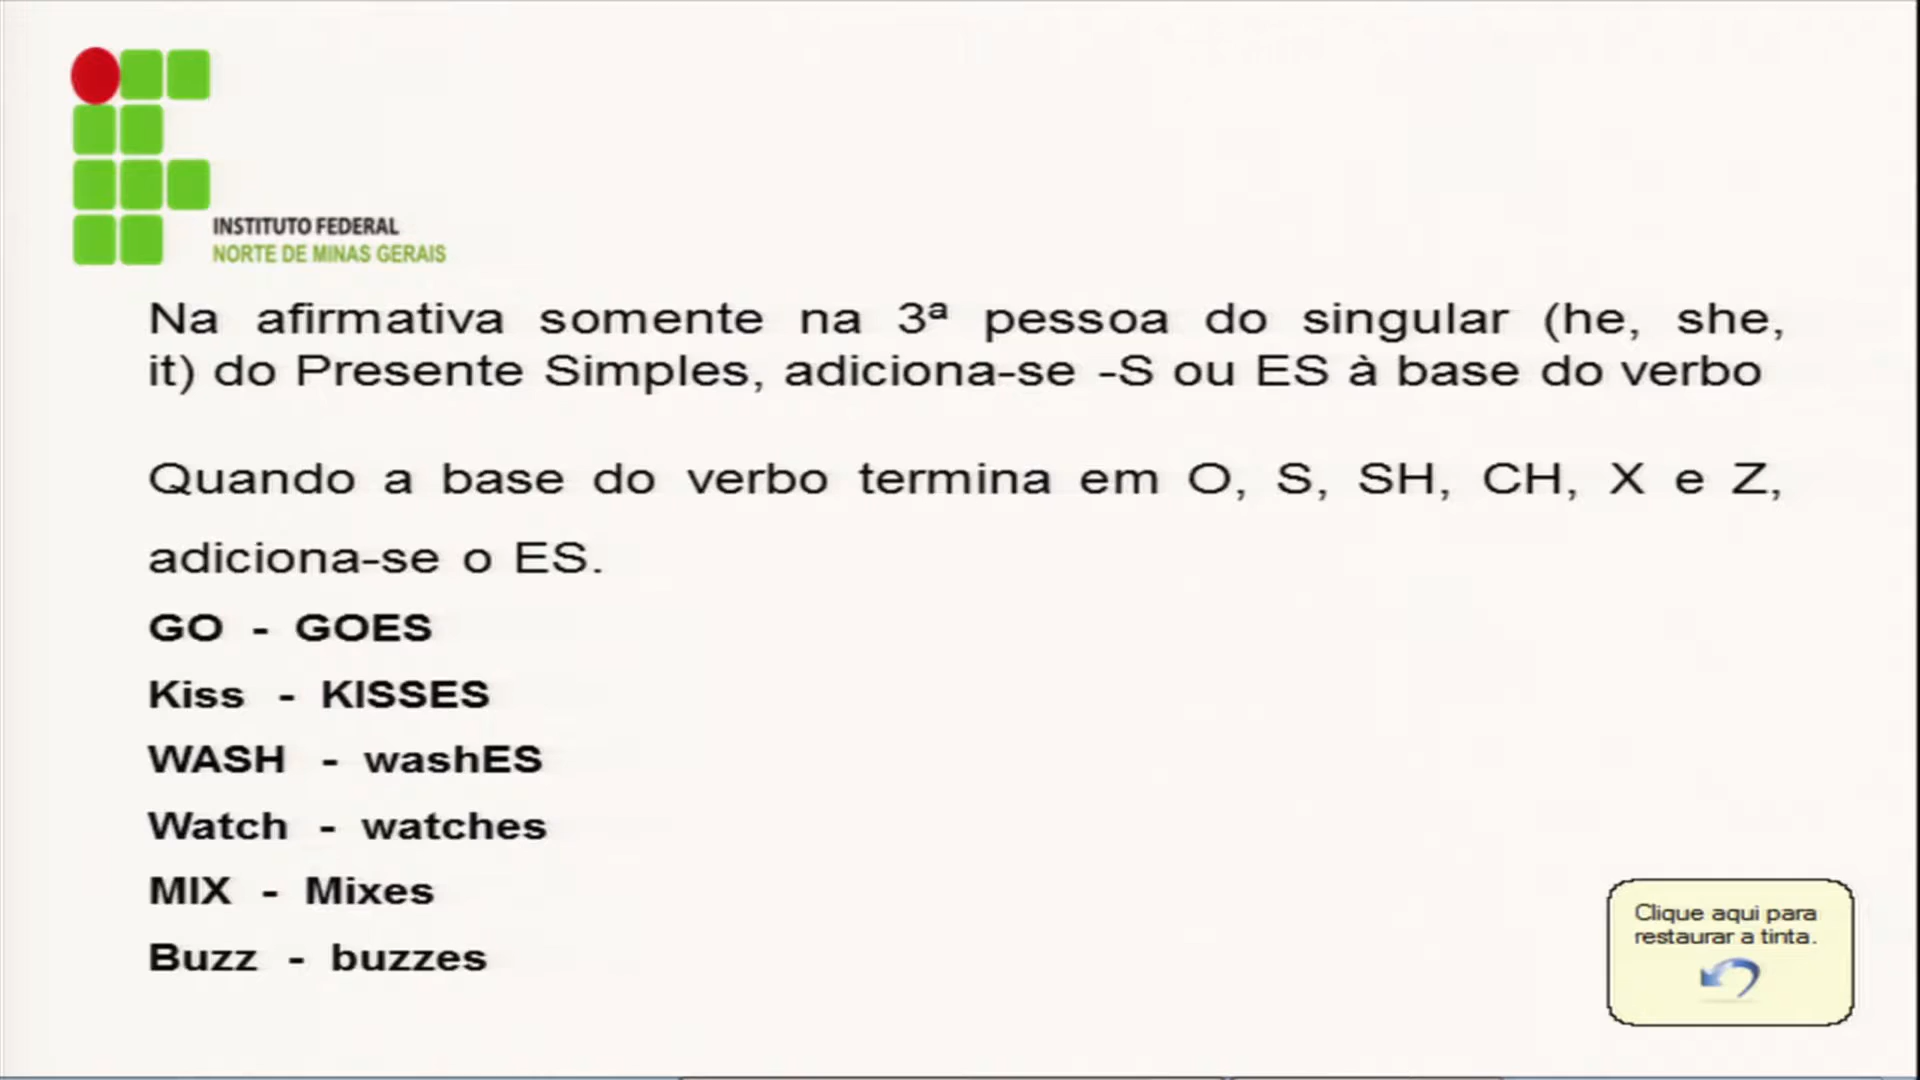 INSTITUTO FEDERAL
NORTE DE MINAS GERAIS
Na afirmativa somente na 3ª pessoa do singular (he, she,
it) do Presente Simples, adiciona-se -S ou ES à base do verbo
Quando a base do verbo termina em O, S, SH, CH, X e Z,
adiciona-se o ES.
GO - GOES
Kiss - KISSES
WASH - washES
Watch - watches
MIX - Mixes
Buzz - buzzes
Clique aqui para
restaurar a tinta.